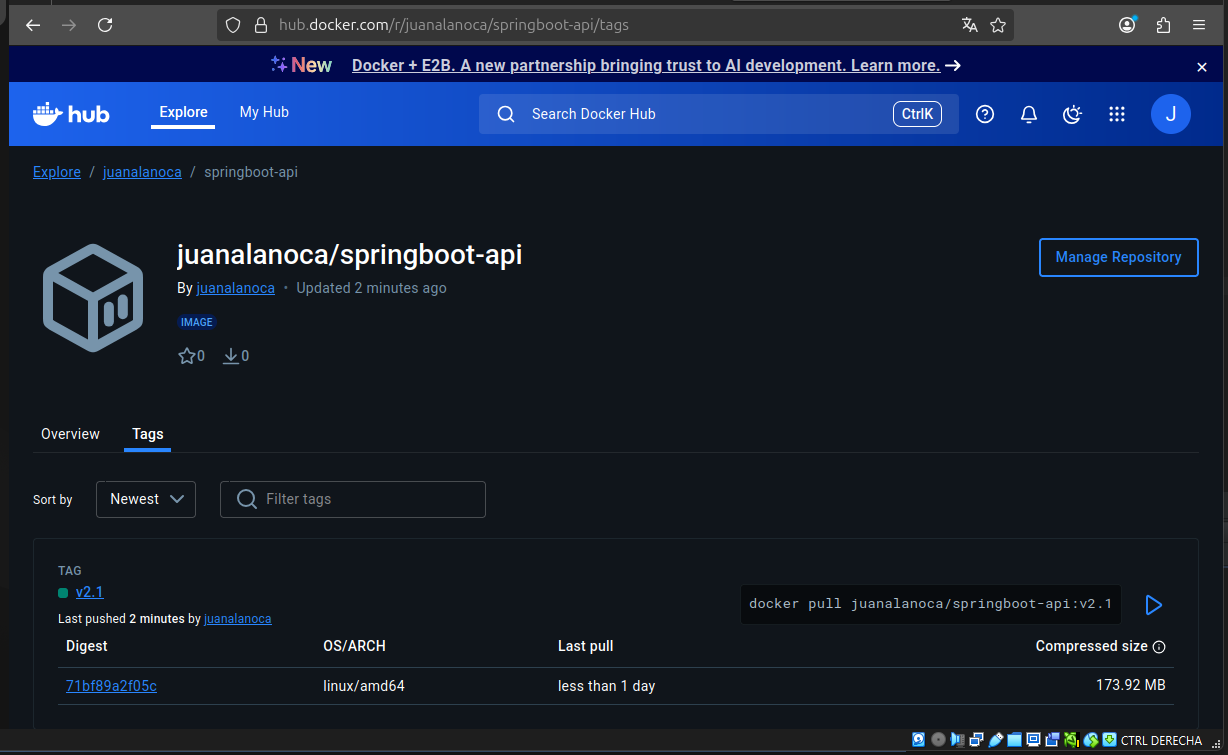 hub.docker.com/r/juanalanoca/springboot-api/tags
New Docker + E2B. A new partnership bringing trust to AI development. Learn more. → ×
hub Explore My Hub Search Docker Hub CtrlK J
Explore / juanalanoca / springboot-api
juanalanoca/springboot-api
Manage Repository
By juanalanoca • Updated 2 minutes ago
IMAGE
0 0
Overview Tags
Sort by Newest Filter tags
TAG
v2.1
docker pull juanalanoca/springboot-api:v2.1
Last pushed 2 minutes by juanalanoca
Digest OS/ARCH Last pull Compressed size
71bf89a2f05c linux/amd64 less than 1 day 173.92 MB
CTRL DERECHA